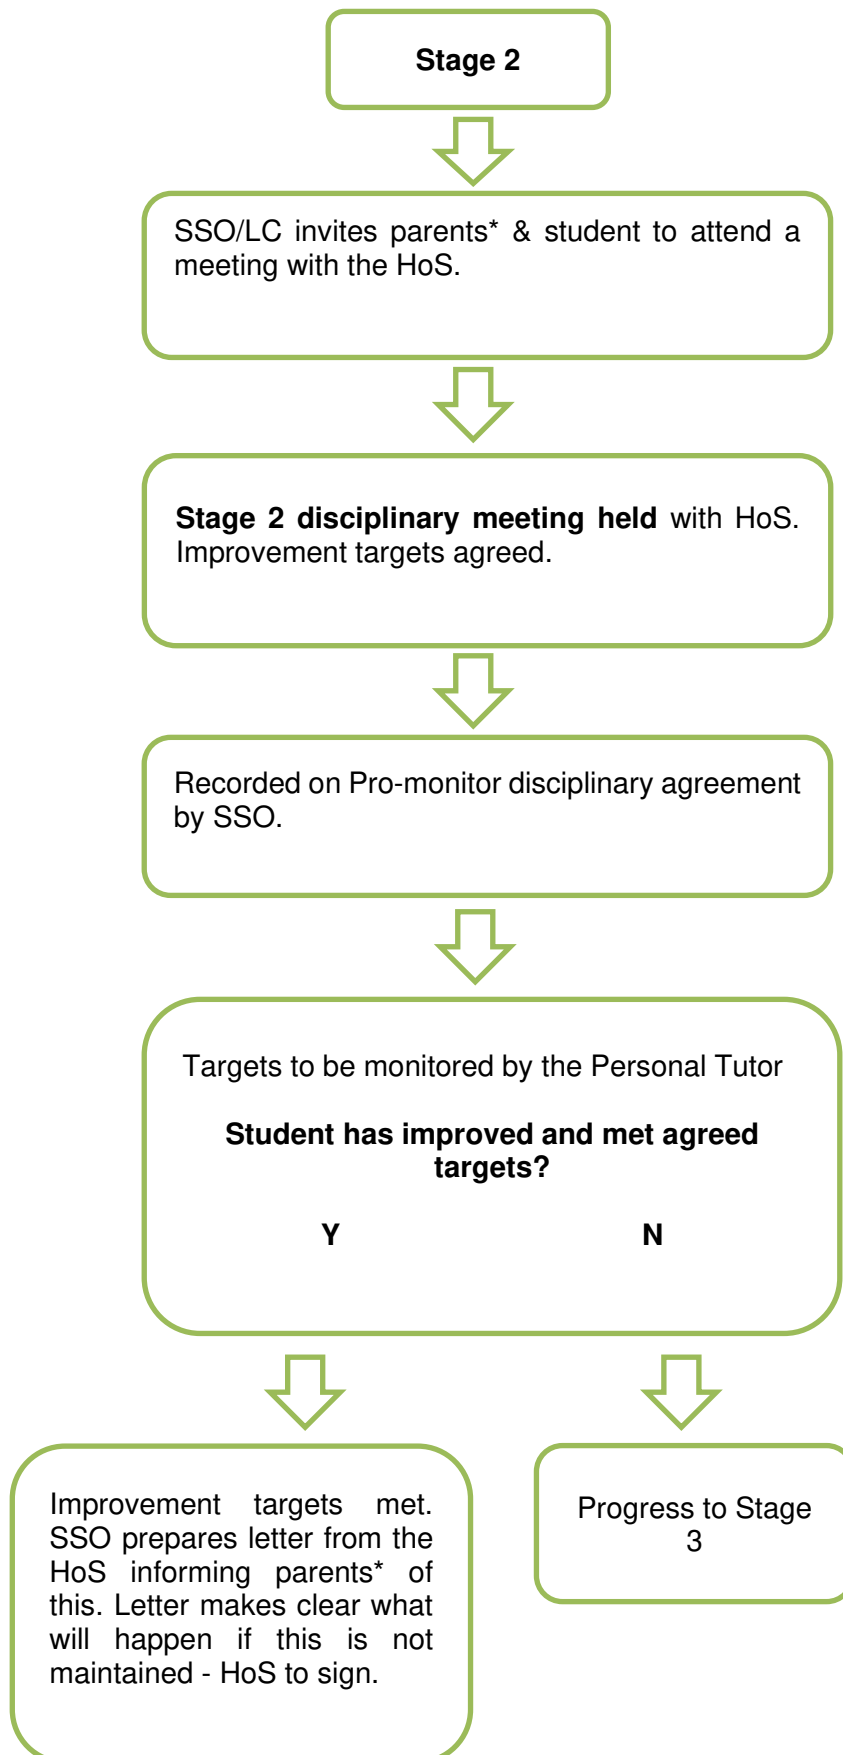 Stage 2
SSO/LC invites parents* & student to attend a
meeting with the HoS.
Stage 2 disciplinary meeting held with HoS.
Improvement targets agreed.
Recorded on Pro-monitor disciplinary agreement
by SSO.
Targets to be monitored by the Personal Tutor
Student has improved and met agreed
targets?
Y N
Improvement targets met.
SSO prepares letter from the
HoS informing parents* of
this. Letter makes clear what
will happen if this is not
maintained - HoS to sign.
Progress to Stage
3